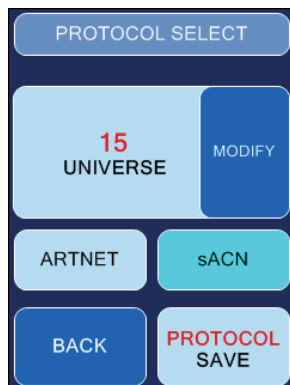 PROTOCOL SELECT
15
UNIVERSE
MODIFY
ARTNET
sACN
BACK
PROTOCOL
SAVE